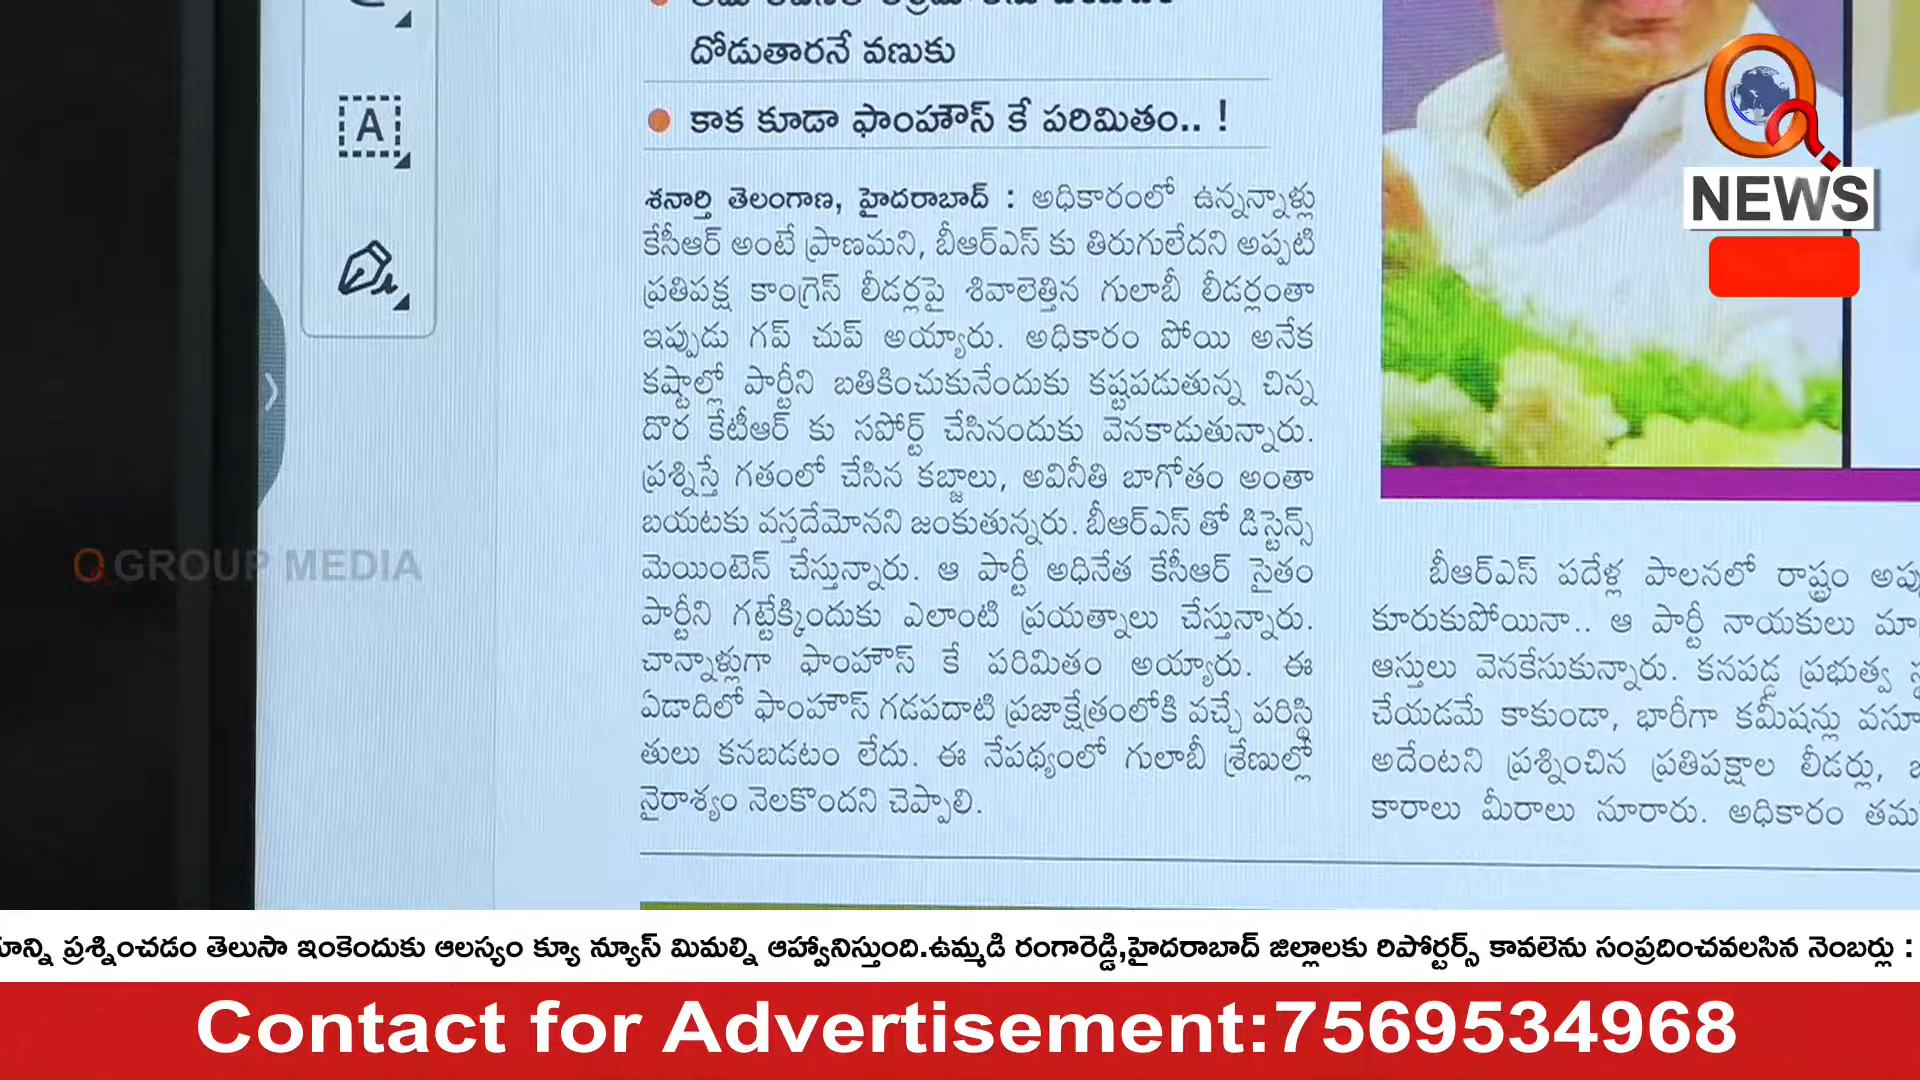 దోడుతారనే వణుకు
కాక కూడా ఫాంహౌస్ కే పరిమితం.. !
శనార్తి తెలంగాణ, హైదరాబాద్ : అధికారంలో ఉన్నన్నాళ్లు
కేసీఆర్ అంటే ప్రాణమని, బీఆర్ఎస్ కు తిరుగులేదని అప్పటి
ప్రతిపక్ష కాంగ్రెస్ లీడర్లపై శివాలెత్తిన గులాబీ లీడర్లంతా
ఇప్పుడు గప్ చుప్ అయ్యారు. అధికారం పోయి అనేక
కష్టాల్లో పార్టీని బతికించుకునేందుకు కష్టపడుతున్న చిన్న
దొర కేటీఆర్ కు సపోర్ట్ చేసినందుకు వెనకాడుతున్నారు.
ప్రశ్నిస్తే గతంలో చేసిన కబ్జాలు, అవినీతి బాగోతం అంతా
బయటకు వస్తదేమోనని జంకుతున్నరు. బీఆర్ఎస్ తో డిస్టెన్స్
మెయింటెన్ చేస్తున్నారు. ఆ పార్టీ అధినేత కేసీఆర్ సైతం
పార్టీని గట్టేక్కిందుకు ఎలాంటి ప్రయత్నాలు చేస్తున్నారు.
చాన్నాళ్లుగా ఫాంహౌస్ కే పరిమితం అయ్యారు. ఈ
ఏడాదిలో ఫాంహౌస్ గడపదాటి ప్రజాక్షేత్రంలోకి వచ్చే పరిస్థి
తులు కనబడటం లేదు. ఈ నేపథ్యంలో గులాబీ శ్రేణుల్లో
నైరాశ్యం నెలకొందని చెప్పాలి.
బీఆర్ఎస్ పదేళ్ల పాలనలో రాష్ట్రం
కూరుకుపోయినా.. ఆ పార్టీ నాయకులు
ఆస్తులు వెనకేసుకున్నారు. కనపడ్డ ప్రభుత్వ
చేయడమే కాకుండా, భారీగా కమీషన్లు
అదేంటని ప్రశ్నించిన ప్రతిపక్షాల లీడర్లు,
కారాలు మీరాలు నూరారు. అధికారం
A
Q NEWS
Q GROUP MEDIA
ప్రశ్నించడం తెలుసా ఇంకెందుకు ఆలస్యం క్యూ న్యూస్ మిమల్ని ఆహ్వానిస్తుంది.ఉమ్మడి రంగారెడ్డి,హైదరాబాద్ జిల్లాలకు రిపోర్టర్స్ కావలెను సంప్రదించవలసిన నెంబర్లు :
Contact for Advertisement:7569534968